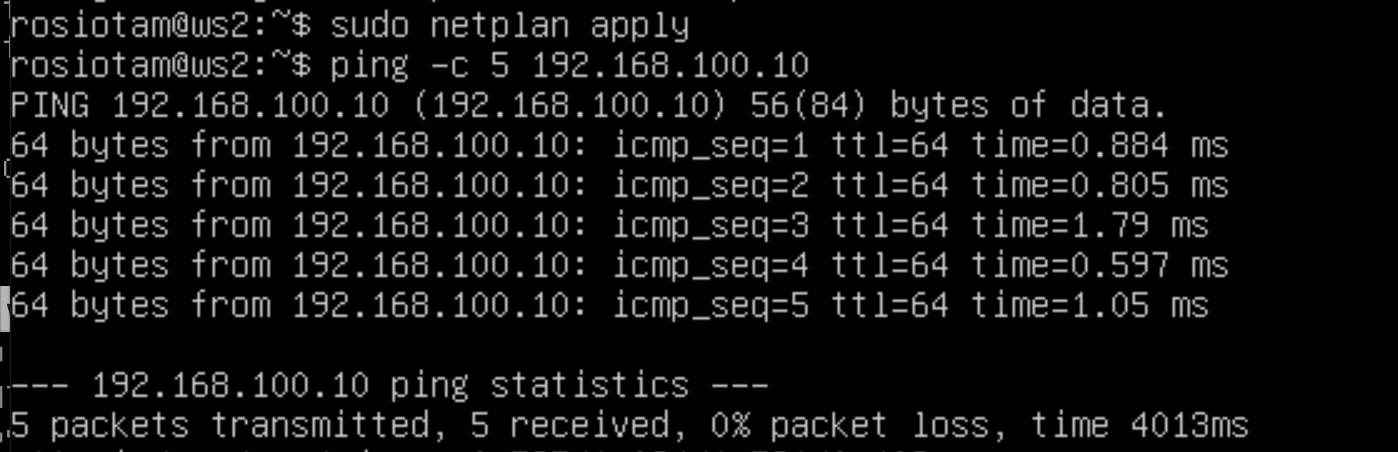 rosiotam@ws2:~$ sudo netplan apply
rosiotam@ws2:~$ ping -c 5 192.168.100.10
PING 192.168.100.10 (192.168.100.10) 56(84) bytes of data.
64 bytes from 192.168.100.10: icmp_seq=1 ttl=64 time=0.884 ms
64 bytes from 192.168.100.10: icmp_seq=2 ttl=64 time=0.805 ms
64 bytes from 192.168.100.10: icmp_seq=3 ttl=64 time=1.79 ms
64 bytes from 192.168.100.10: icmp_seq=4 ttl=64 time=0.597 ms
64 bytes from 192.168.100.10: icmp_seq=5 ttl=64 time=1.05 ms
--- 192.168.100.10 ping statistics ---
5 packets transmitted, 5 received, 0% packet loss, time 4013ms